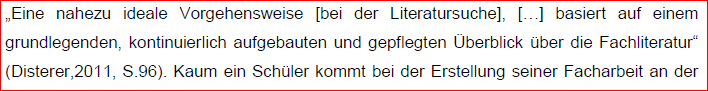 „Eine nahezu ideale Vorgehensweise [bei der Literatursuche], […] basiert auf einem
grundlegenden, kontinuierlich aufgebauten und gepflegten Überblick über die Fachliteratur“
(Disterer,2011, S.96). Kaum ein Schüler kommt bei der Erstellung seiner Facharbeit an der